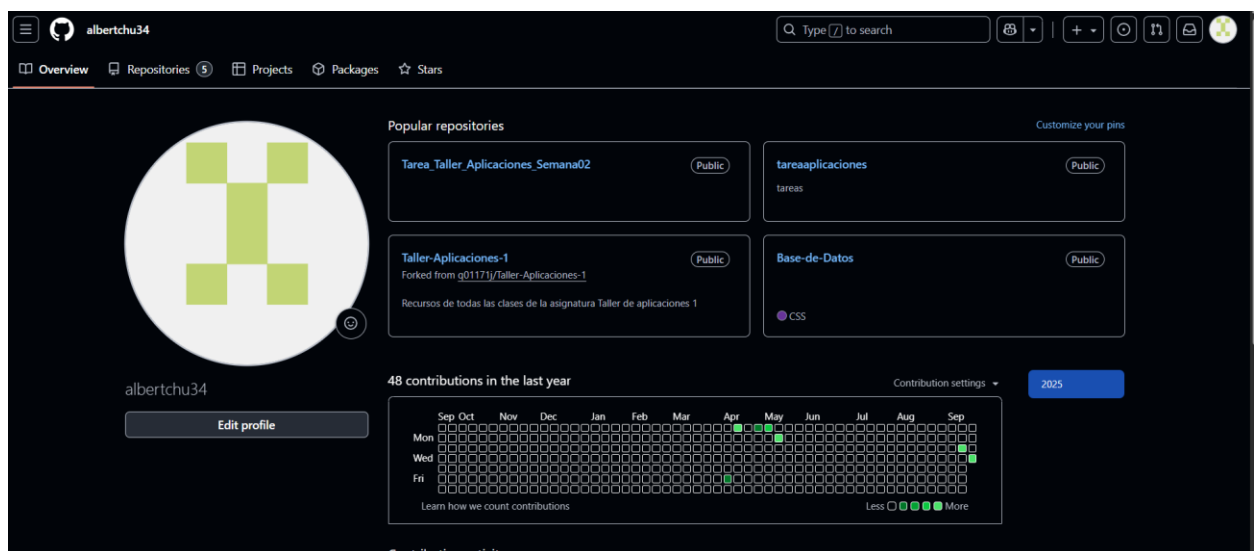 albertchu34
Type / to search
Overview Repositories 5 Projects Packages Stars
Popular repositories Customize your pins
Tarea_Taller_Aplicaciones_Semana02 Public
tareaaplicaciones Public
tareas
Taller-Aplicaciones-1 Public
Forked from q01171j/Taller-Aplicaciones-1
Recursos de todas las clases de la asignatura Taller de aplicaciones 1
Base-de-Datos Public
CSS
albertchu34
Edit profile
48 contributions in the last year Contribution settings 2025
Sep Oct Nov Dec Jan Feb Mar Apr May Jun Jul Aug Sep
Mon
Wed
Fri
Learn how we count contributions Less More